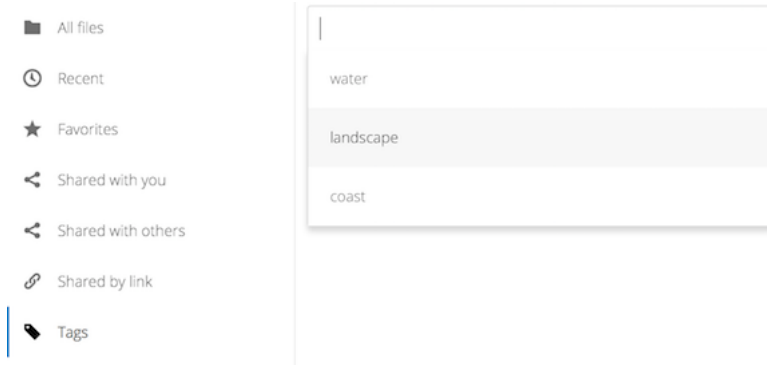 All files
Recent
Favorites
Shared with you
Shared with others
Shared by link
Tags
water
landscape
coast